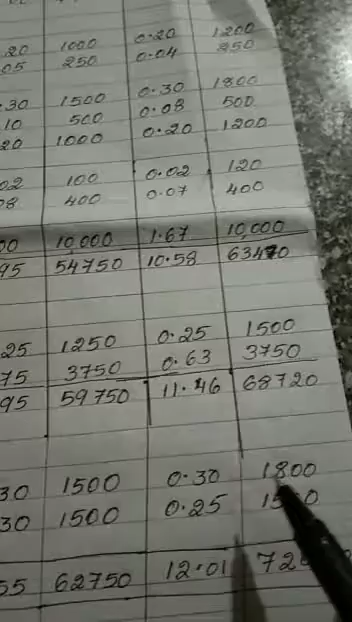 20 1000 0.20 1200
05 250 0.04 250
30 1500 0.30 1800
10 500 0.08 500
20 1000 0.20 1200
02 100 0.02 120
08 400 0.07 400
00 10,000 1.67 10,000
95 54750 10.58 63470
25 1250 0.25 1500
75 3750 0.63 3750
95 59750 11.46 68720
30 1500 0.30 1800
30 1500 0.25
55 62750 12.01